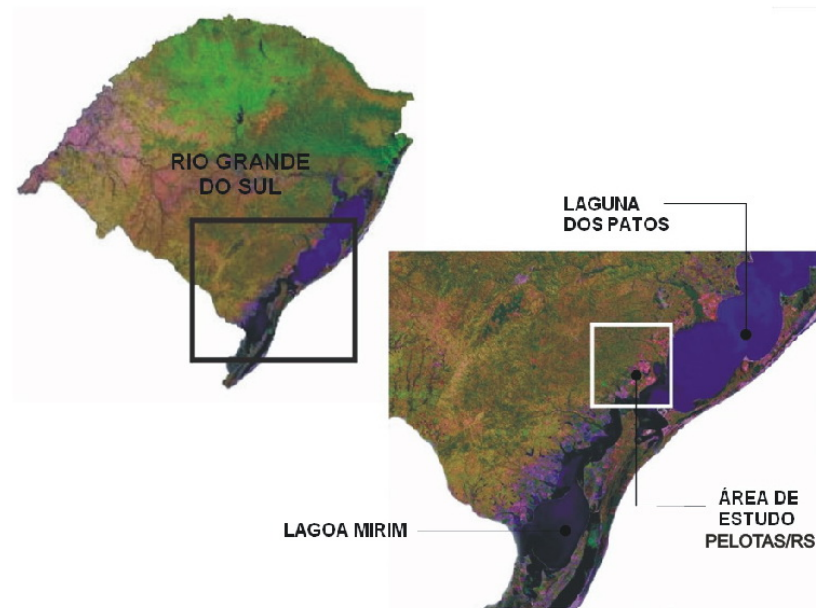 RIO GRANDE
DO SUL
LAGUNA
DOS PATOS
LAGOA MIRIM
ÁREA DE
ESTUDO
PELOTAS/RS